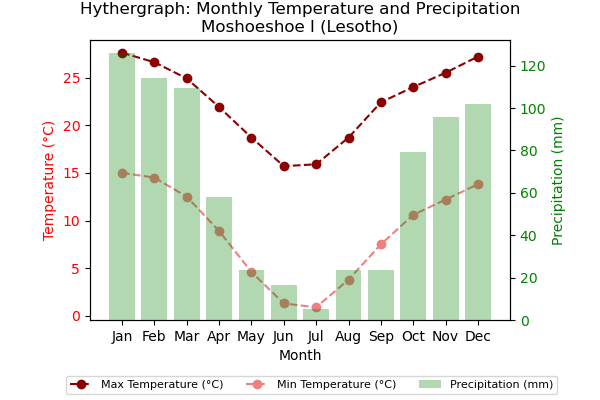 Hythergraph: Monthly Temperature and Precipitation
Moshoeshoe I (Lesotho)
Temperature (°C)
25
20
15
10
5
0
120
100
80
60
40
20
0
Precipitation (mm)
Jan Feb Mar Apr May Jun Jul Aug Sep Oct Nov Dec
Month
Max Temperature (°C) Min Temperature (°C) Precipitation (mm)